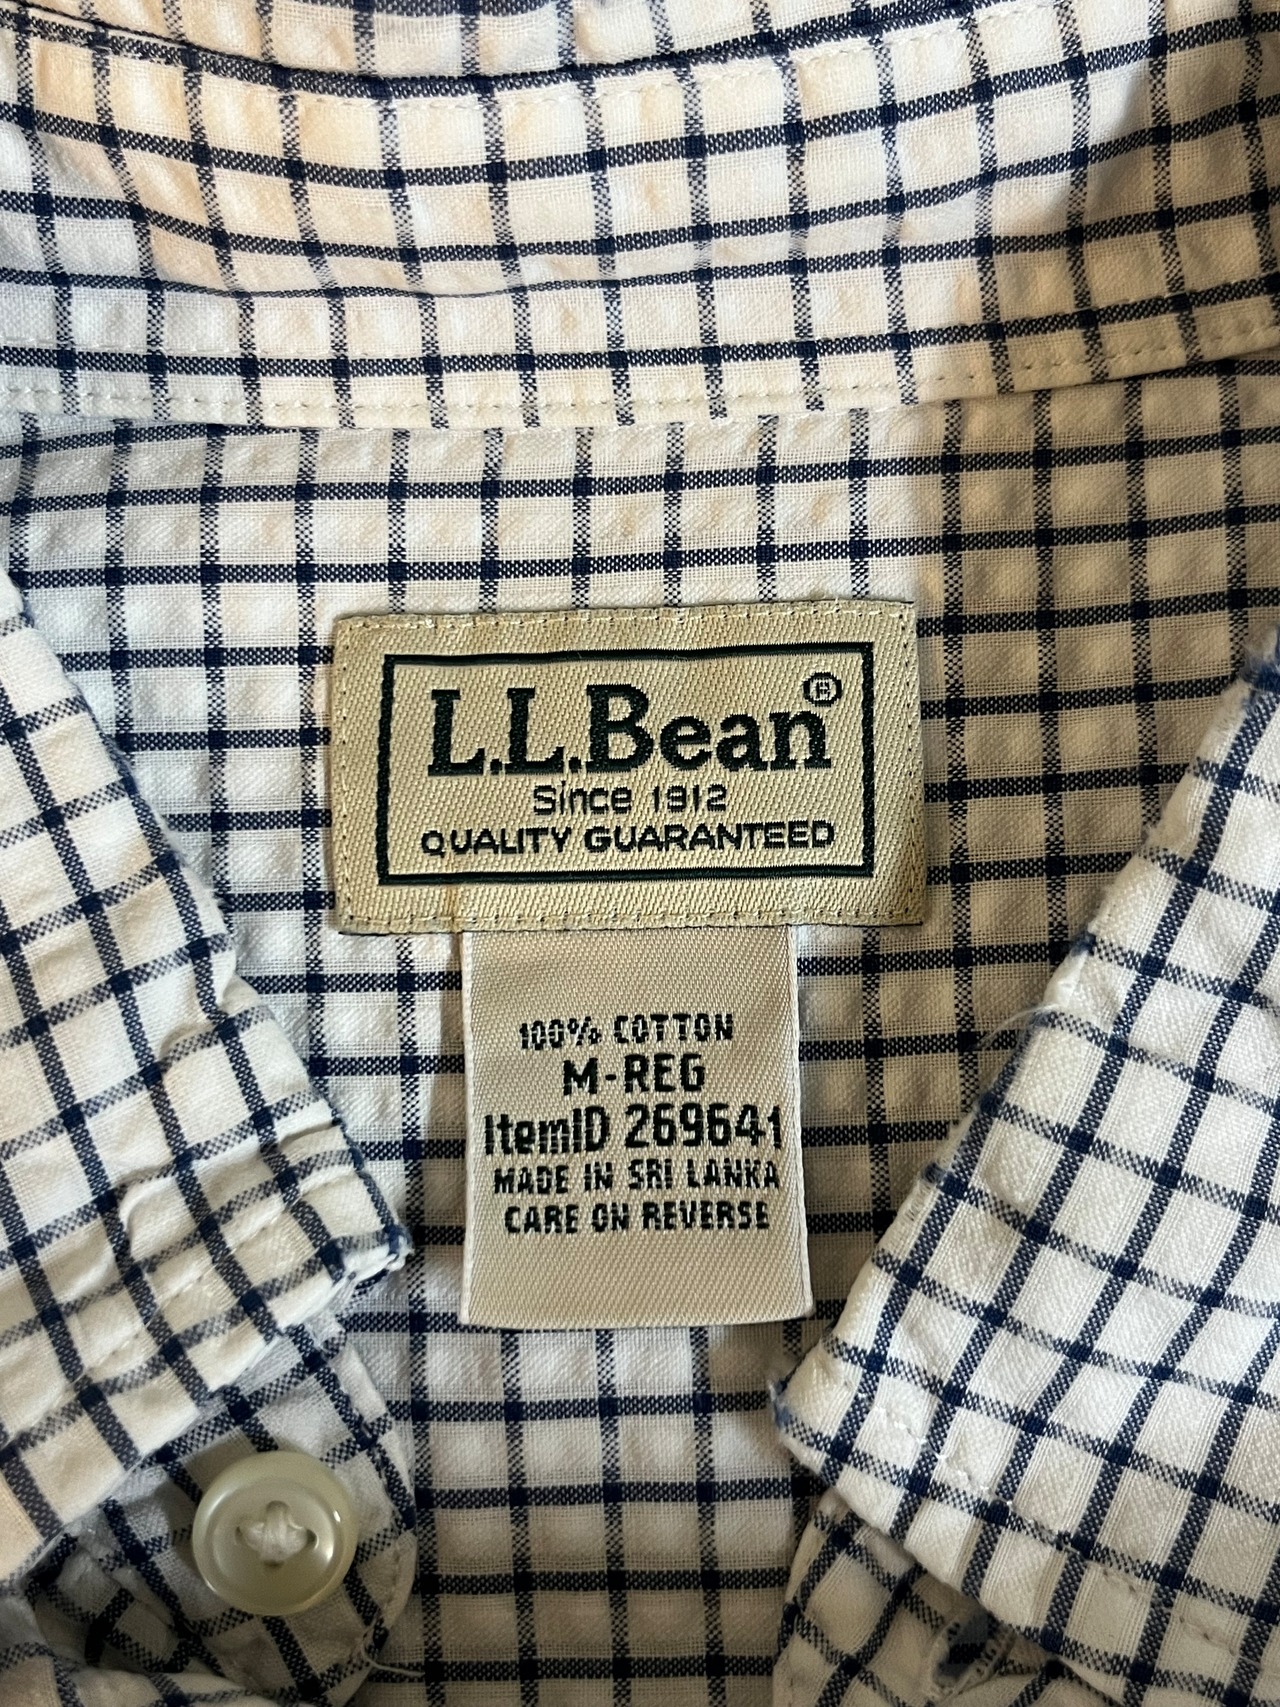 L.L.Bean®
Since 1912
QUALITY GUARANTEED
100% COTTON
M-REG
ItemID 269641
MADE IN SRI LANKA
CARE ON REVERSE